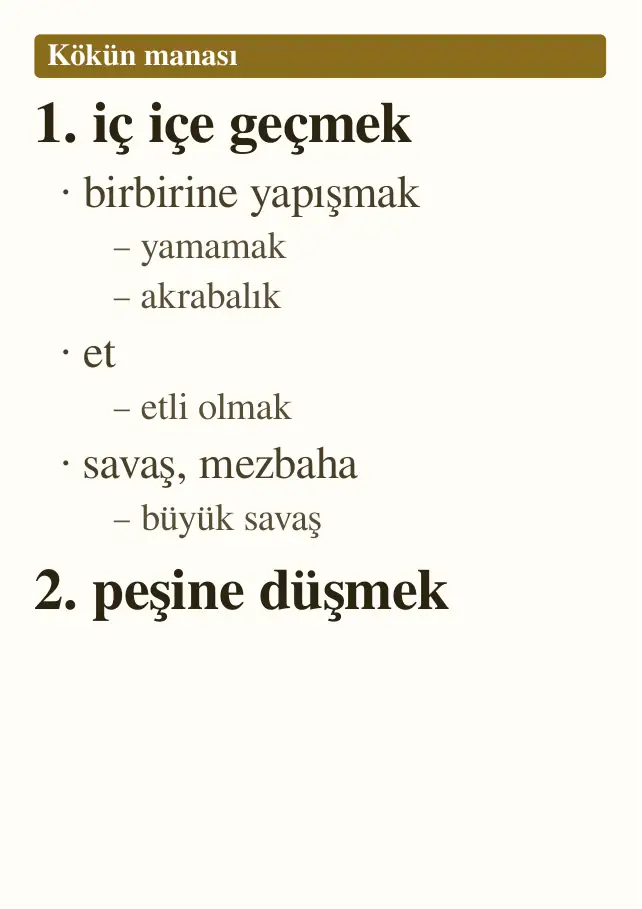 Kökün manası
1. iç içe geçmek
· birbirine yapışmak
– yamamak
– akrabalık
· et
– etli olmak
· savaş, mezbaha
– büyük savaş
2. peşine düşmek